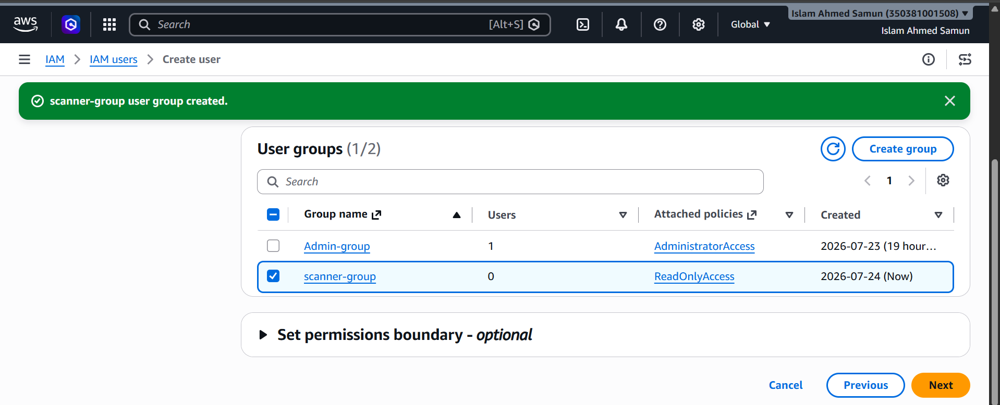 aws
Search [Alt+S]
Global
Islam Ahmed Samun (350381001508)
Islam Ahmed Samun
IAM
IAM users
Create user
scanner-group user group created.
User groups (1/2)
Create group
Search
1
Group name Users Attached policies Created
Admin-group 1 AdministratorAccess 2026-07-23 (19 hour...
scanner-group 0 ReadOnlyAccess 2026-07-24 (Now)
Set permissions boundary - optional
Cancel Previous Next